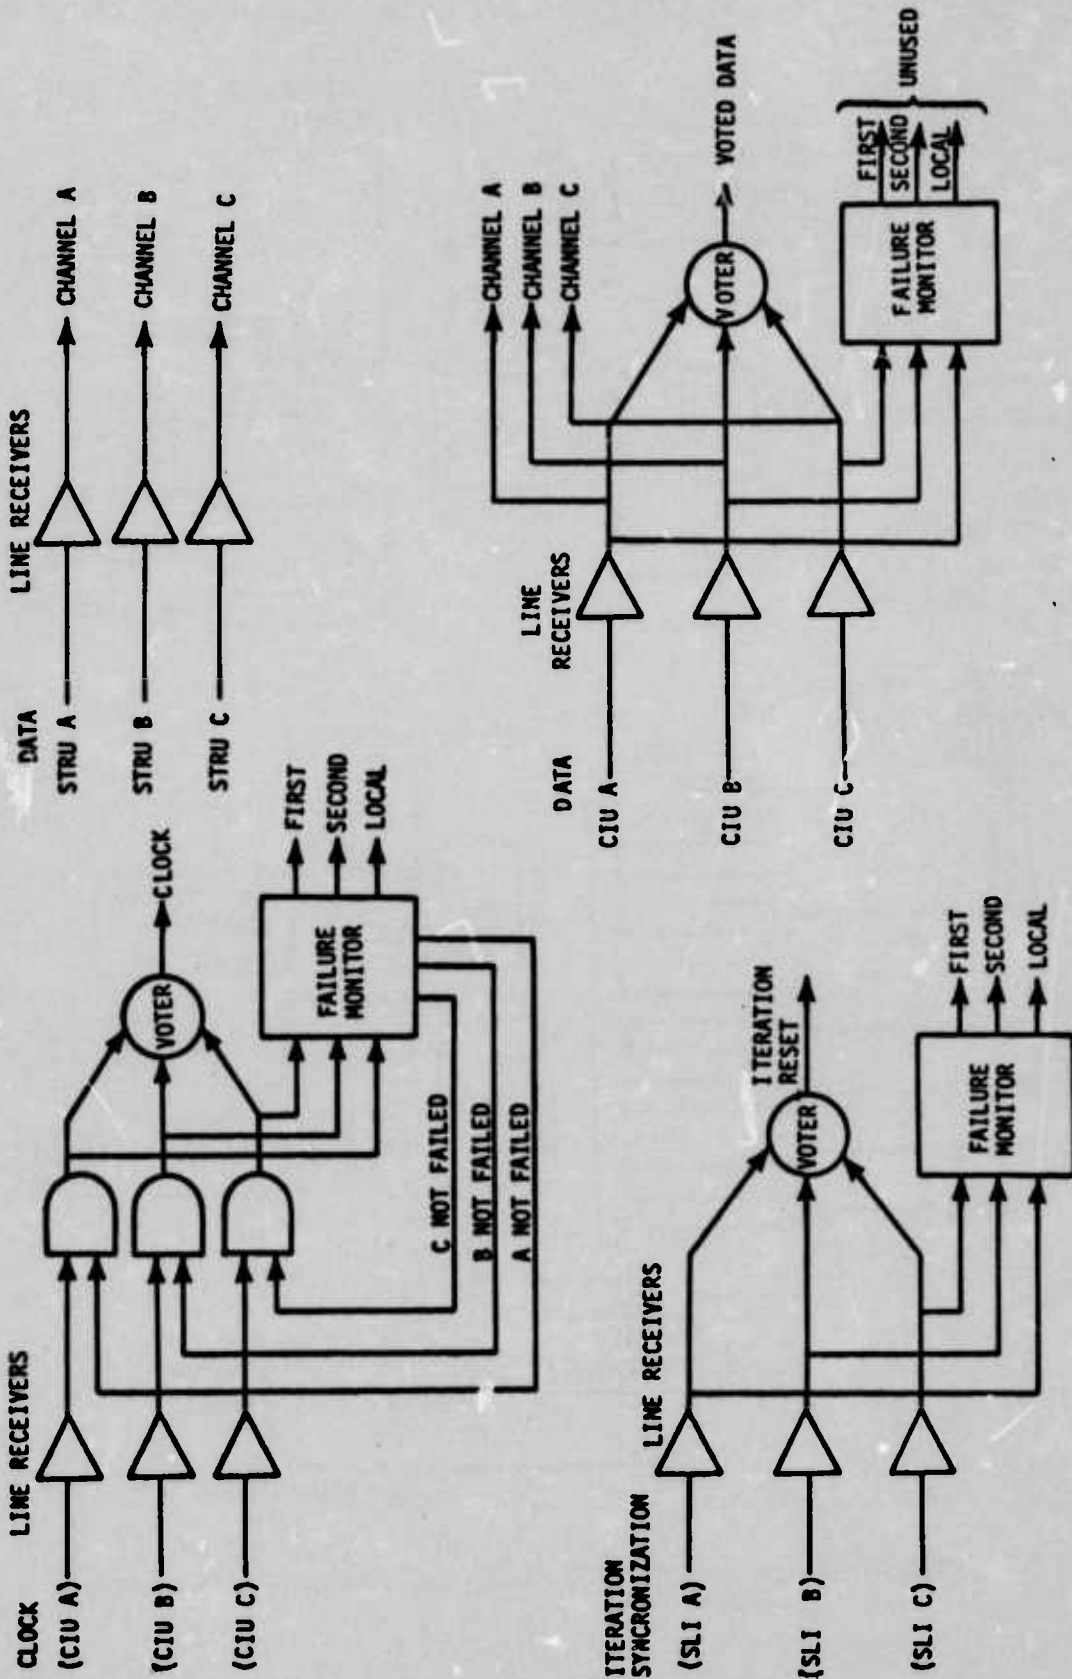 CLOCK
LINE RECEIVERS
(CIU A)
(CIU B)
(CIU C)
VOTER
CLOCK
FAILURE
MONITOR
FIRST
SECOND
LOCAL
C NOT FAILED
B NOT FAILED
A NOT FAILED
DATA
LINE RECEIVERS
STRU A
STRU B
STRU C
CHANNEL A
CHANNEL B
CHANNEL C
ITERATION
SYNCRONIZATION
LINE RECEIVERS
(SLI A)
(SLI B)
(SLI C)
VOTER
ITERATION
RESET
FAILURE
MONITOR
FIRST
SECOND
LOCAL
DATA
LINE
RECEIVERS
CIU A
CIU B
CIU C
CHANNEL A
CHANNEL B
CHANNEL C
VOTER
VOTED DATA
FAILURE
MONITOR
FIRST
SECOND
LOCAL
UNUSED